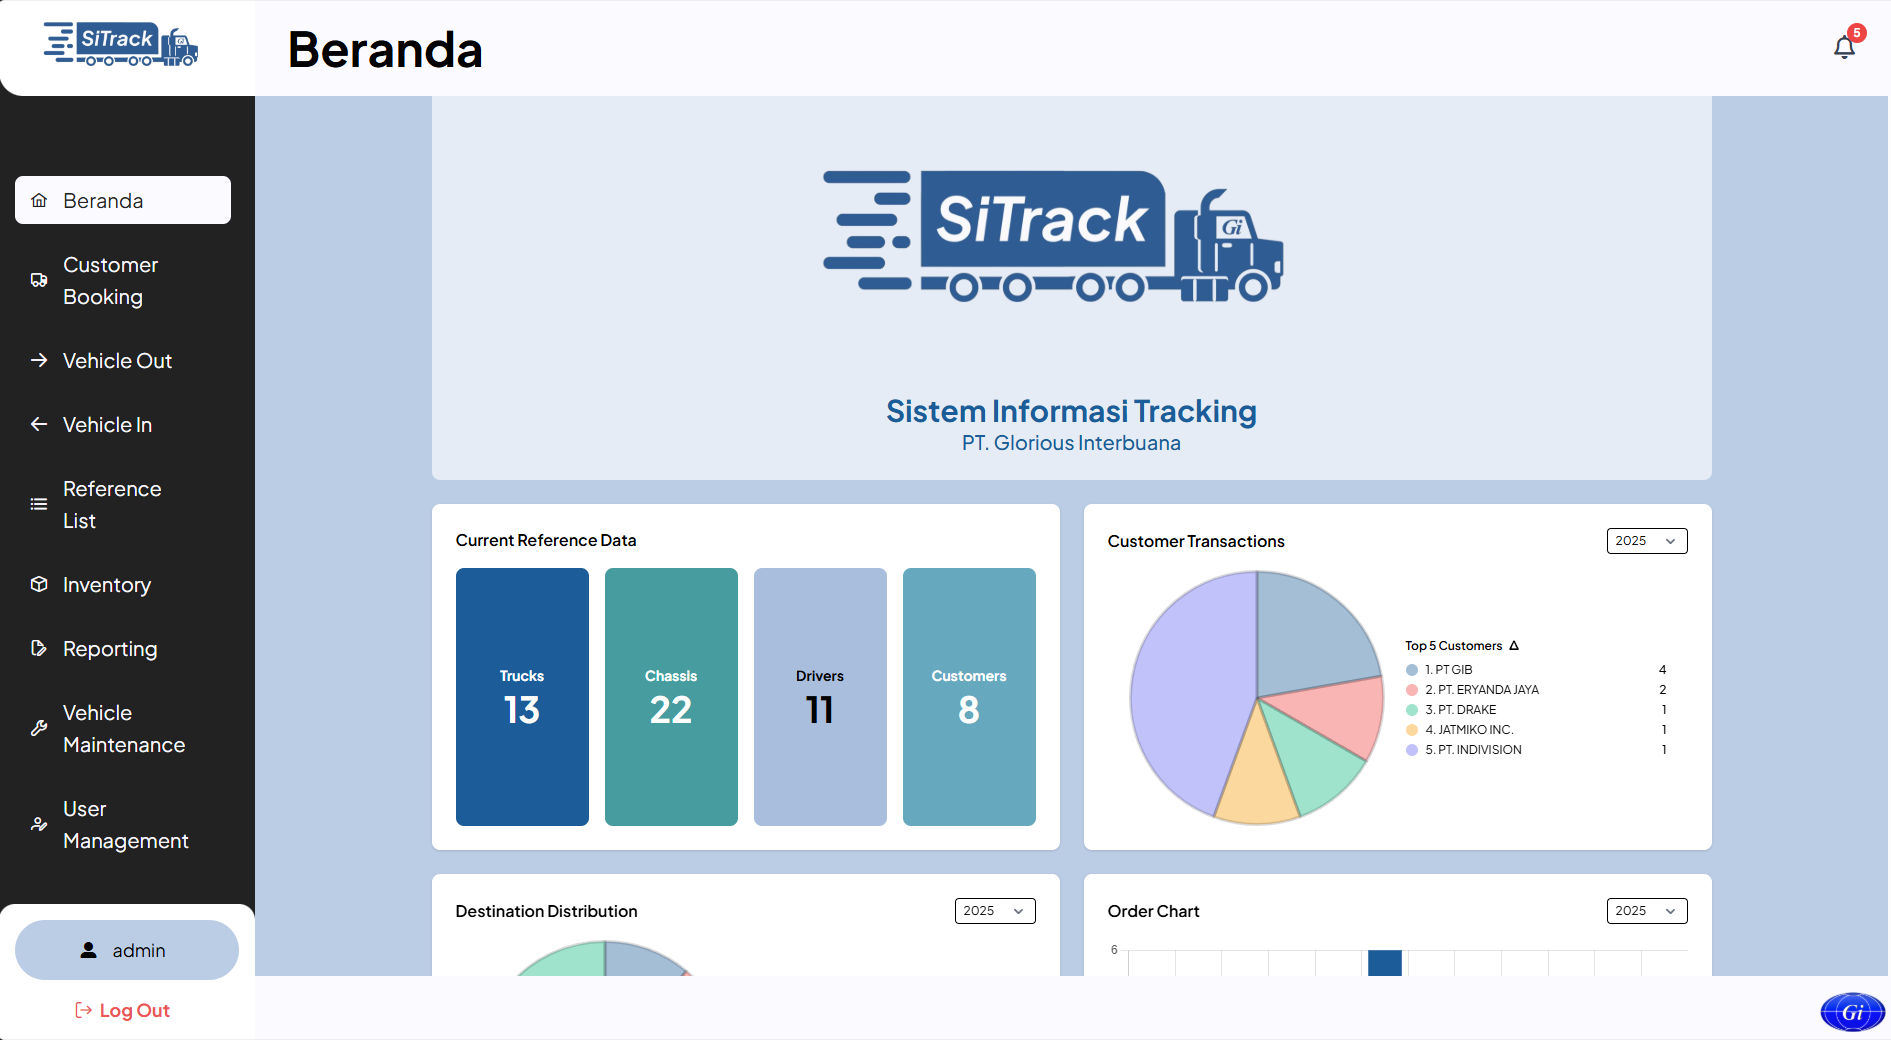 SiTrack
Gi
Beranda
5
Beranda
Customer
Booking
Vehicle Out
Vehicle In
Reference
List
Inventory
Reporting
Vehicle
Maintenance
User
Management
admin
Log Out
SiTrack
Gi
Sistem Informasi Tracking
PT. Glorious Interbuana
Current Reference Data
Trucks
13
Chassis
22
Drivers
11
Customers
8
Customer Transactions
2025
Top 5 Customers Δ
1. PT GIB 4
2. PT. ERYANDA JAYA 2
3. PT. DRAKE 1
4. JATMIKO INC. 1
5. PT. INDIVISION 1
Destination Distribution
2025
Order Chart
2025
6
Gi